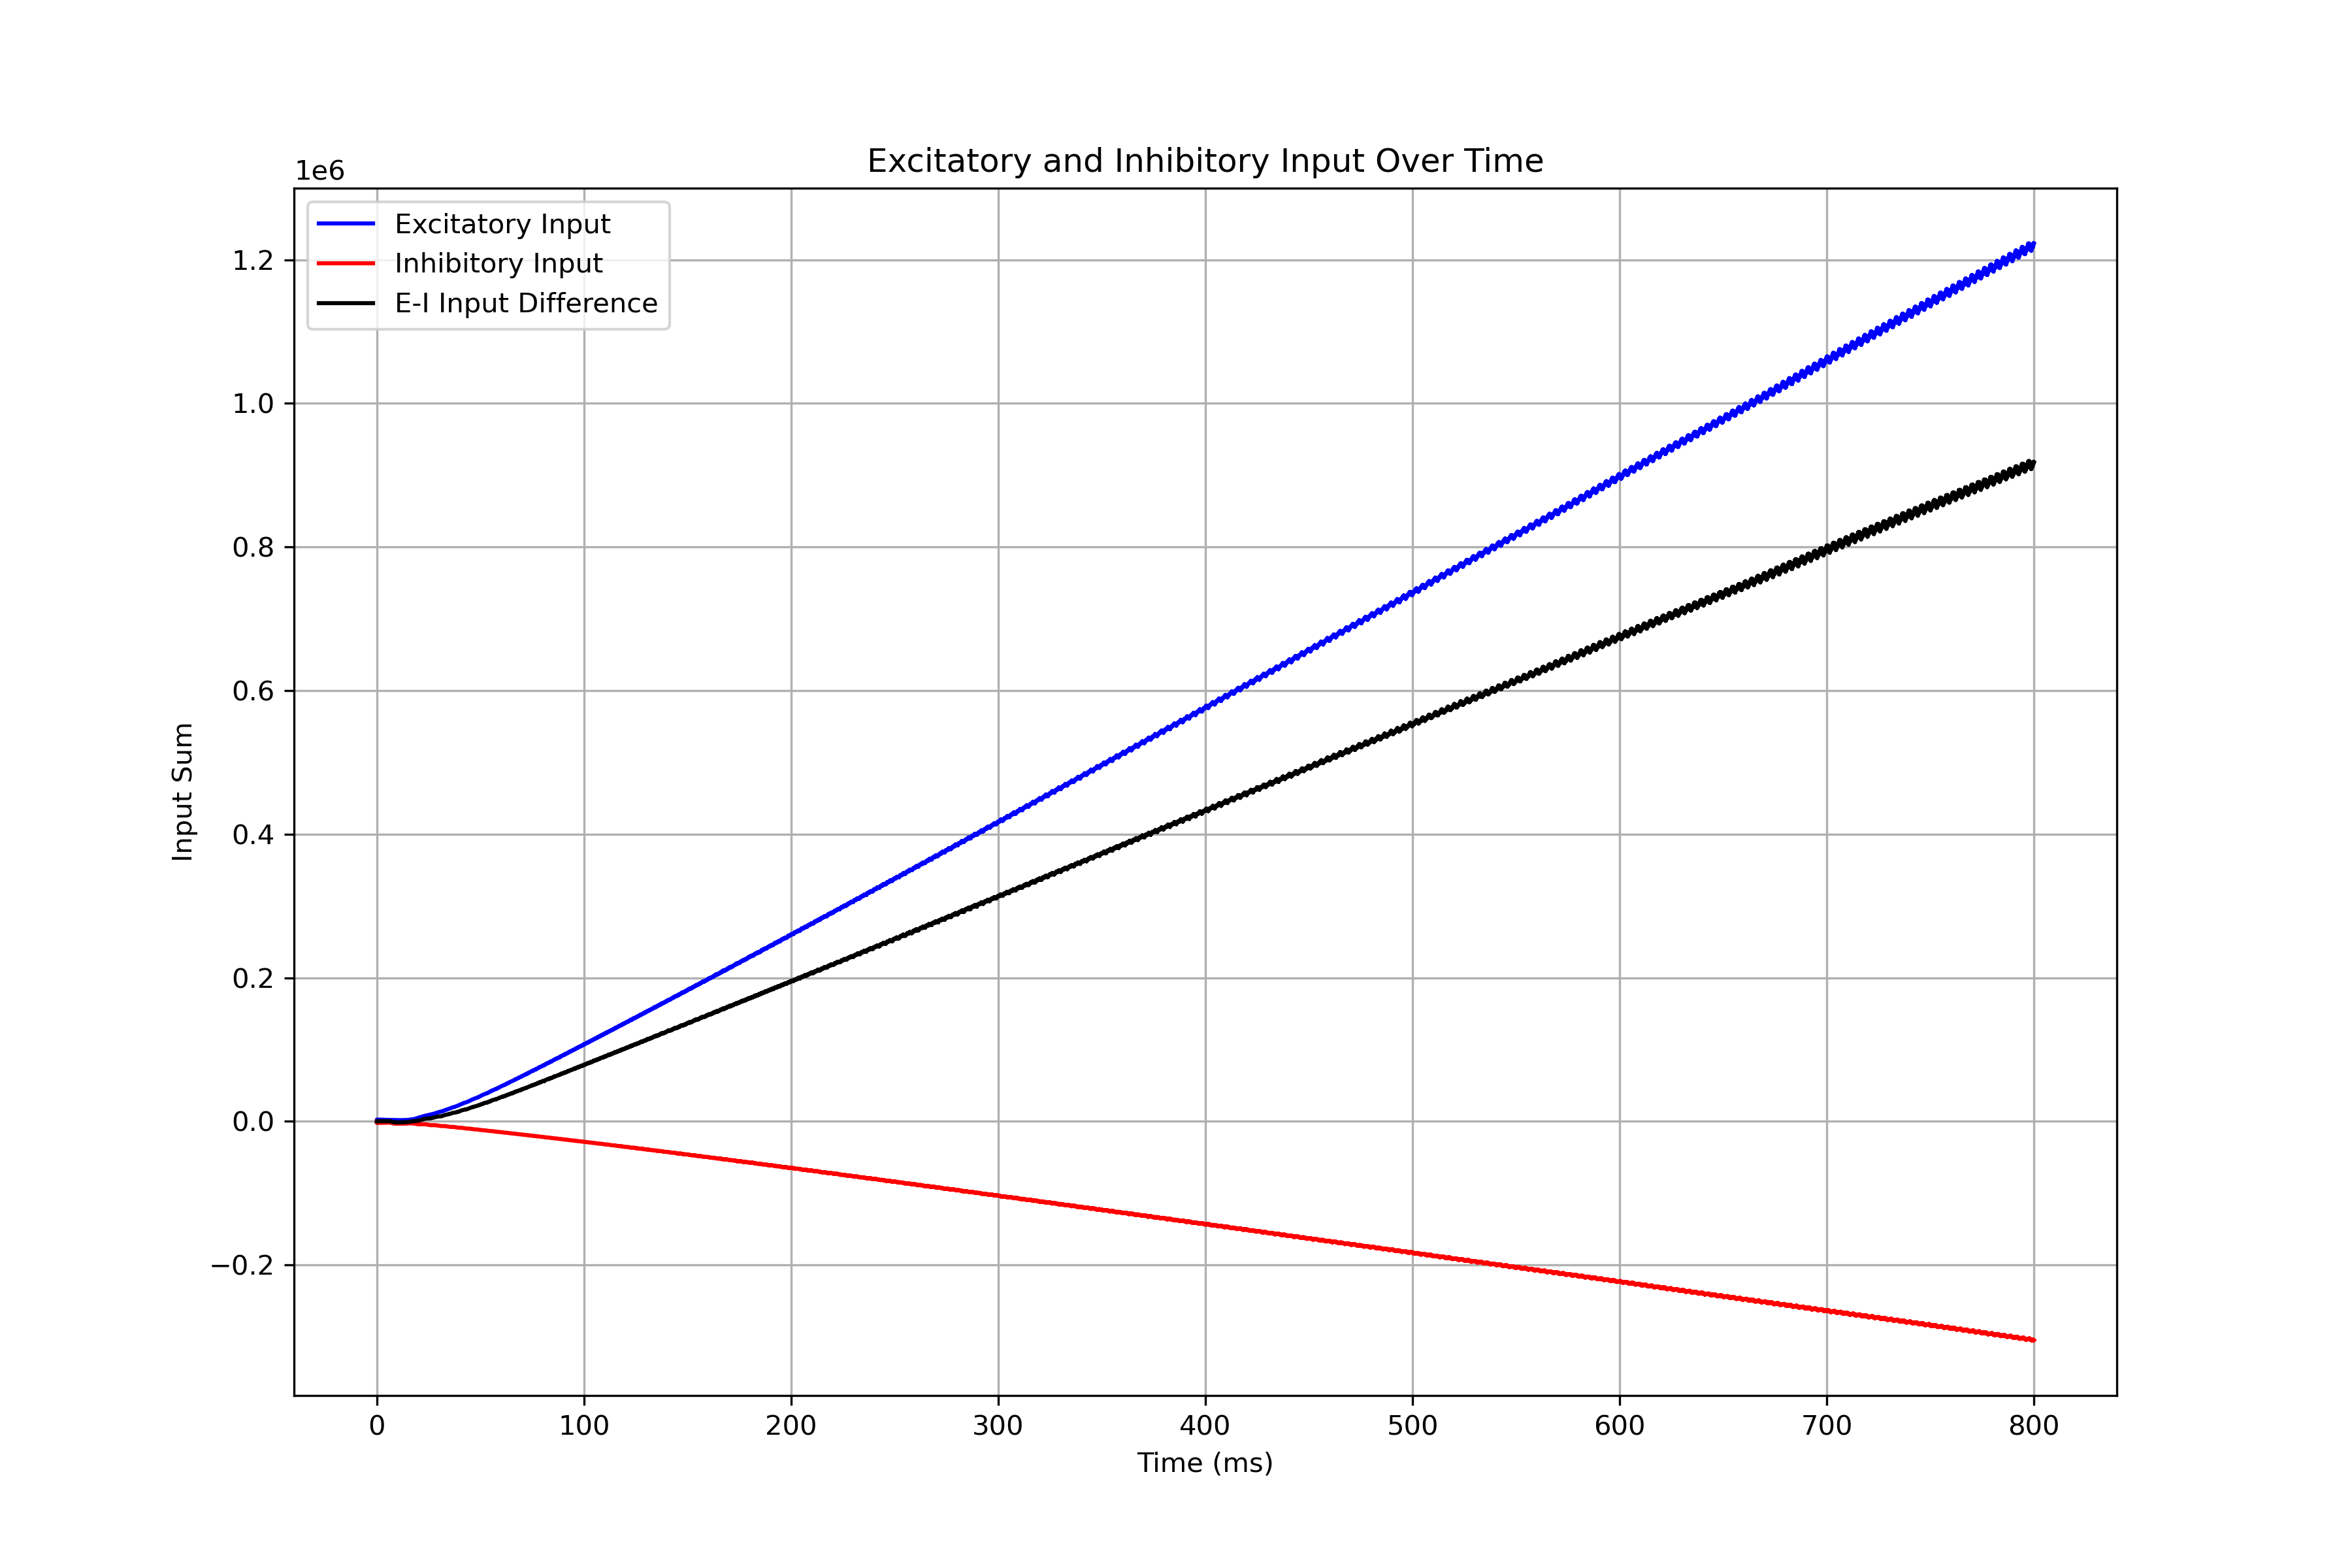 Excitatory and Inhibitory Input Over Time
1e6
Excitatory Input
Inhibitory Input
E-I Input Difference
1.2
1.0
0.8
0.6
0.4
0.2
0.0
−0.2
Input Sum
0 100 200 300 400 500 600 700 800
Time (ms)